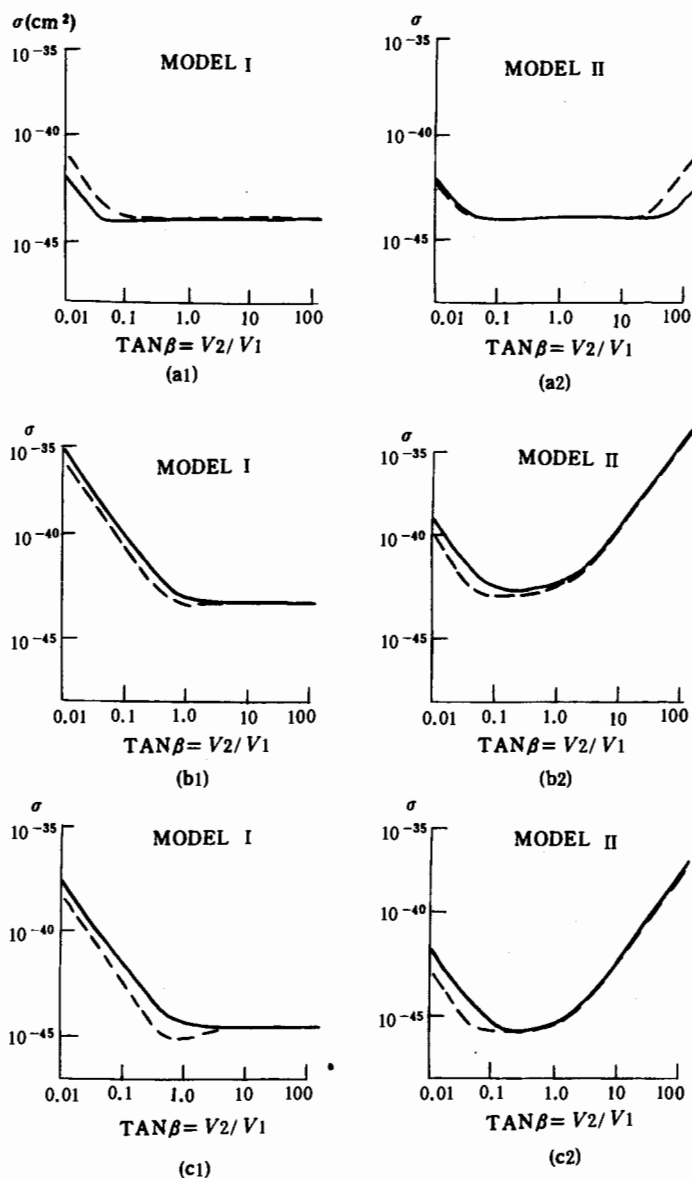 σ(cm²)
10⁻³⁵
MODEL I
10⁻⁴⁰
10⁻⁴⁵
0.01 0.1 1.0 10 100
TANβ= V2/V1
(a1)
σ
10⁻³⁵
MODEL II
10⁻⁴⁰
10⁻⁴⁵
0.01 0.1 1.0 10 100
TANβ= V2/V1
(a2)
σ
10⁻³⁵
MODEL I
10⁻⁴⁰
10⁻⁴⁵
0.01 0.1 1.0 10 100
TANβ= V2/V1
(b1)
σ
10⁻³⁵
MODEL II
10⁻⁴⁰
10⁻⁴⁵
0.01 0.1 1.0 10 100
TANβ= V2/V1
(b2)
σ
10⁻³⁵
MODEL I
10⁻⁴⁰
10⁻⁴⁵
0.01 0.1 1.0 10 100
TANβ= V2/V1
(c1)
σ
10⁻³⁵
MODEL II
10⁻⁴⁰
10⁻⁴⁵
0.01 0.1 1.0 10 100
TANβ= V2/V1
(c2)